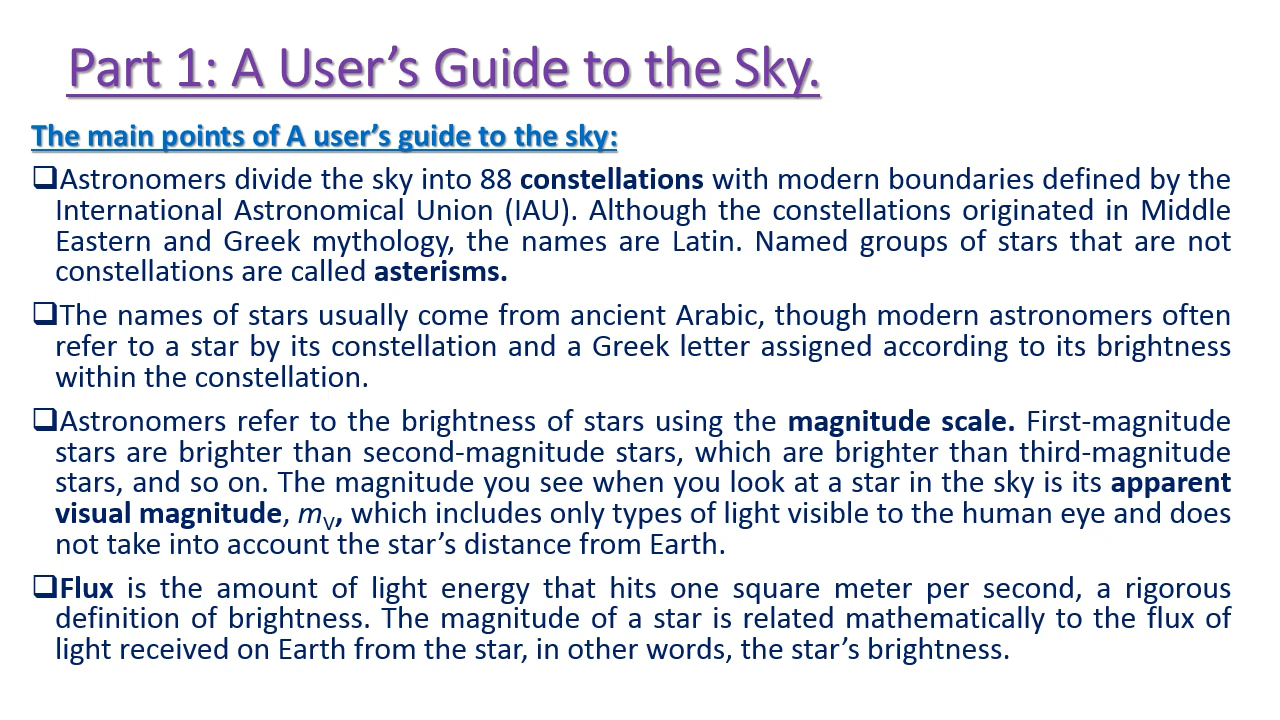 Part 1: A User’s Guide to the Sky.
The main points of A user’s guide to the sky:
❑Astronomers divide the sky into 88 constellations with modern boundaries defined by the
International Astronomical Union (IAU). Although the constellations originated in Middle
Eastern and Greek mythology, the names are Latin. Named groups of stars that are not
constellations are called asterisms.
❑The names of stars usually come from ancient Arabic, though modern astronomers often
refer to a star by its constellation and a Greek letter assigned according to its brightness
within the constellation.
❑Astronomers refer to the brightness of stars using the magnitude scale. First-magnitude
stars are brighter than second-magnitude stars, which are brighter than third-magnitude
stars, and so on. The magnitude you see when you look at a star in the sky is its apparent
visual magnitude, mV, which includes only types of light visible to the human eye and does
not take into account the star’s distance from Earth.
❑Flux is the amount of light energy that hits one square meter per second, a rigorous
definition of brightness. The magnitude of a star is related mathematically to the flux of
light received on Earth from the star, in other words, the star’s brightness.